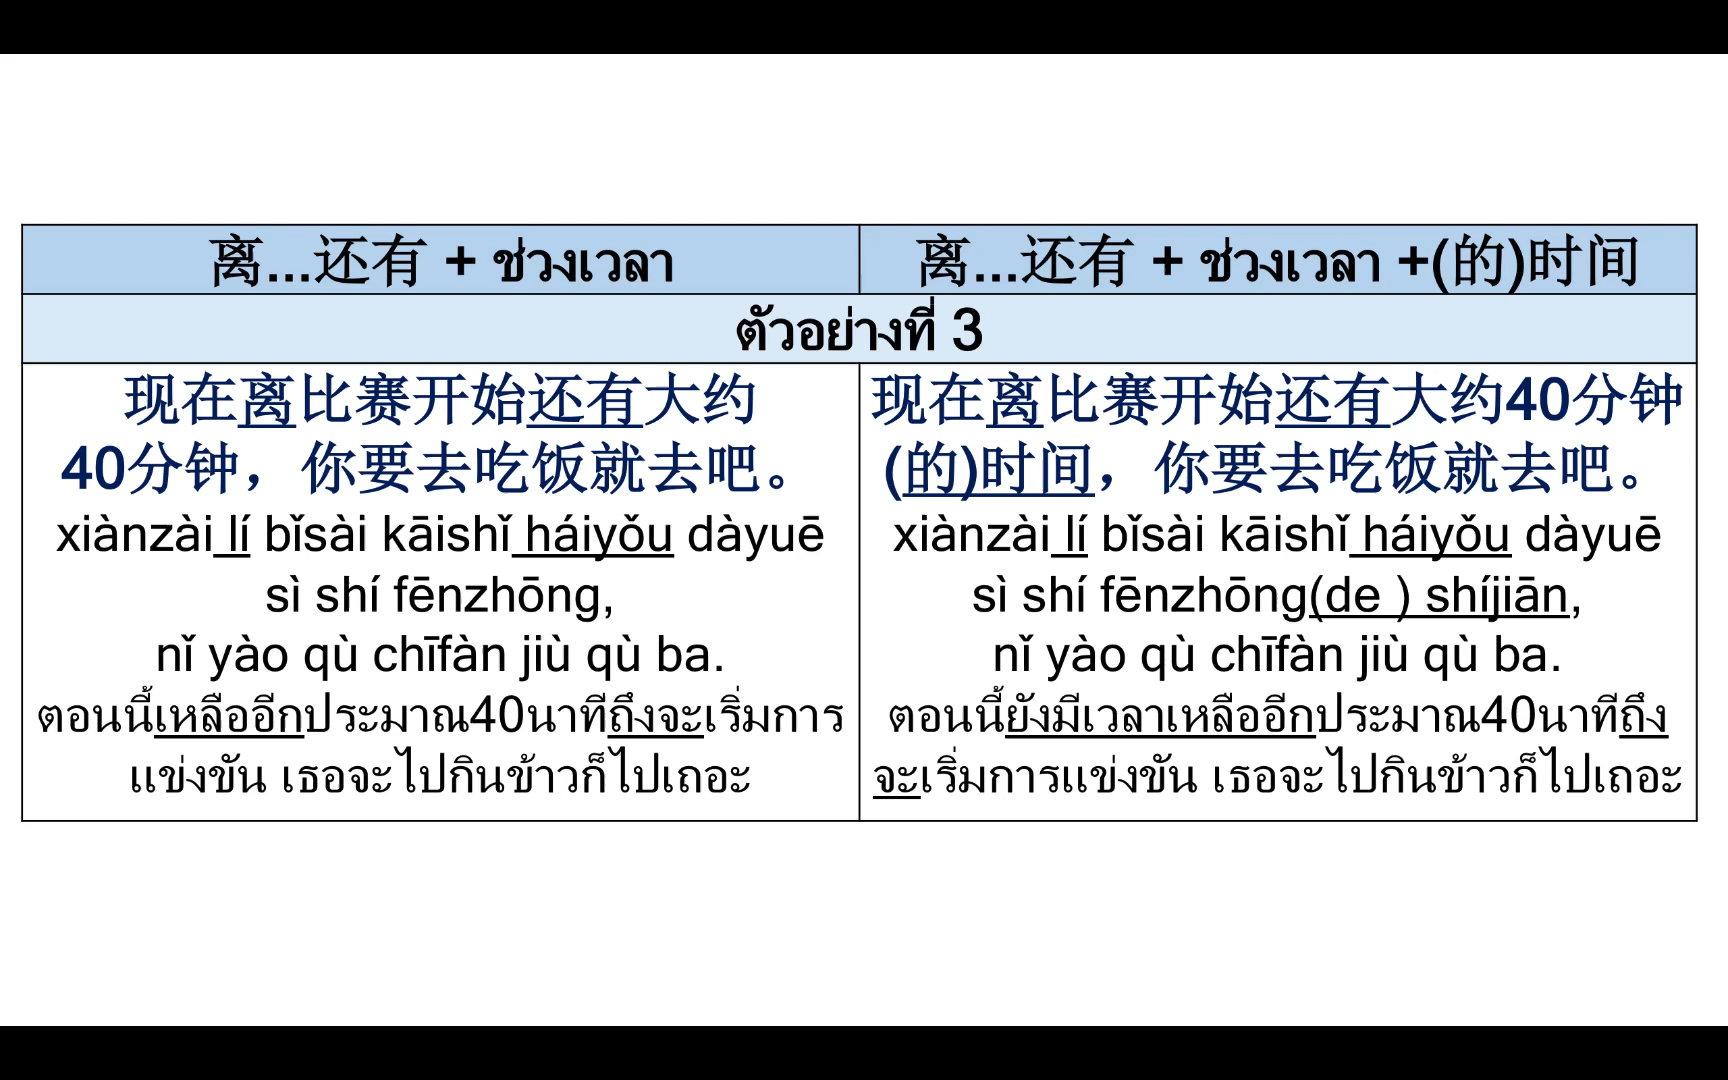 离...还有 + ช่วงเวลา
离...还有 + ช่วงเวลา +(的)时间
ตัวอย่างที่ 3
现在离比赛开始还有大约
40分钟，你要去吃饭就去吧。
xiànzài lí bǐsài kāishǐ háiyǒu dàyuē
sì shí fēnzhōng,
nǐ yào qù chīfàn jiù qù ba.
ตอนนี้เหลืออีกประมาณ40นาทีถึงจะเริ่มการ
แข่งขัน เธอจะไปกินข้าวก็ไปเถอะ
现在离比赛开始还有大约40分钟
(的)时间，你要去吃饭就去吧。
xiànzài lí bǐsài kāishǐ háiyǒu dàyuē
sì shí fēnzhōng(de ) shíjiān,
nǐ yào qù chīfàn jiù qù ba.
ตอนนี้ยังมีเวลาเหลืออีกประมาณ40นาทีถึง
จะเริ่มการแข่งขัน เธอจะไปกินข้าวก็ไปเถอะ